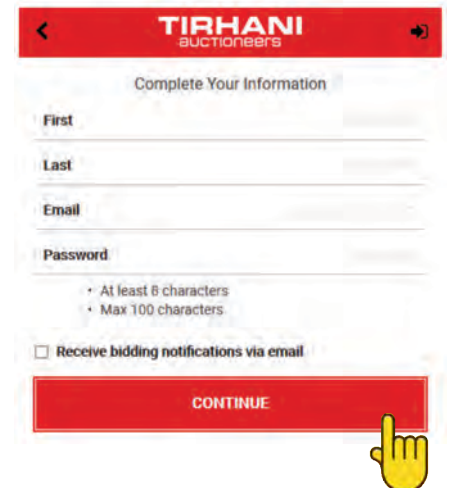 TIRHANI
auctioneers
Complete Your Information
First
Last
Email
Password
• At least 8 characters
• Max 100 characters
Receive bidding notifications via email
CONTINUE